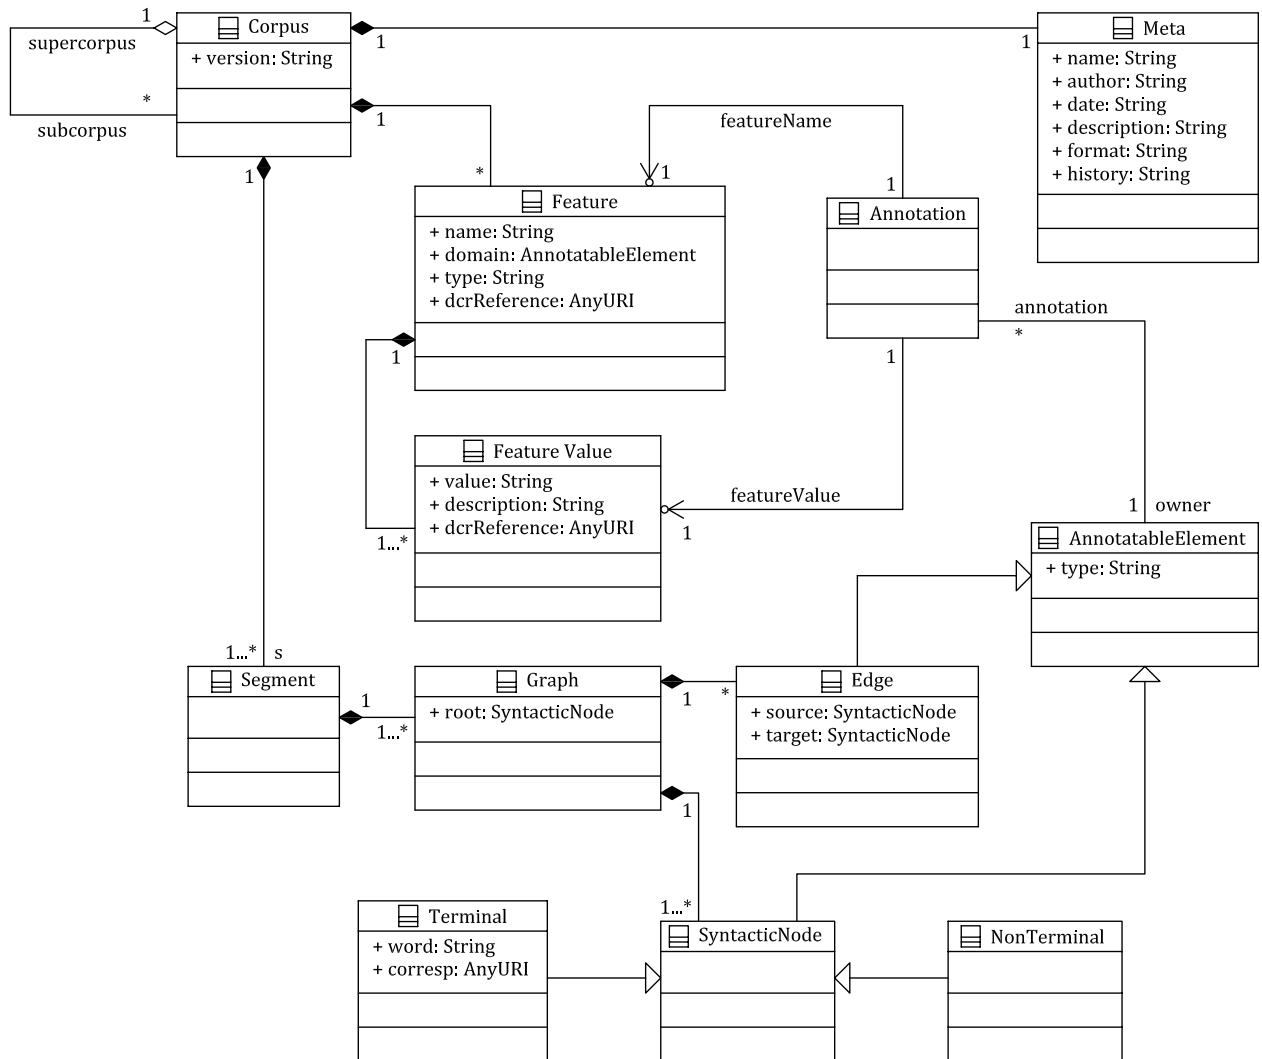 1
supercorpus
*
subcorpus
Corpus
+ version: String
1
1
1
1
Meta
+ name: String
+ author: String
+ date: String
+ description: String
+ format: String
+ history: String
*
featureName
1
1
Feature
+ name: String
+ domain: AnnotatableElement
+ type: String
+ dcrReference: AnyURI
Annotation
annotation
*
1
1
Feature Value
+ value: String
+ description: String
+ dcrReference: AnyURI
1...*
featureValue
1
1 owner
AnnotatableElement
+ type: String
1...* s
Segment
1
1...*
Graph
+ root: SyntacticNode
1
*
Edge
+ source: SyntacticNode
+ target: SyntacticNode
1
1...*
Terminal
+ word: String
+ corresp: AnyURI
SyntacticNode
NonTerminal